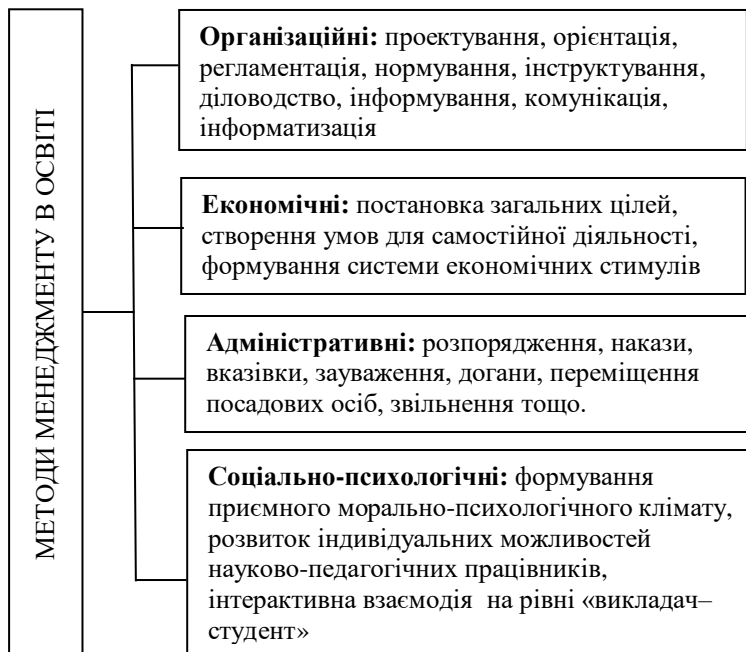 МЕТОДИ МЕНЕДЖМЕНТУ В ОСВІТІ
Організаційні: проектування, орієнтація,
регламентація, нормування, інструктування,
діловодство, інформування, комунікація,
інформатизація
Економічні: постановка загальних цілей,
створення умов для самостійної діяльності,
формування системи економічних стимулів
Адміністративні: розпорядження, накази,
вказівки, зауваження, догани, переміщення
посадових осіб, звільнення тощо.
Соціально-психологічні: формування
приємного морально-психологічного клімату,
розвиток індивідуальних можливостей
науково-педагогічних працівників,
інтерактивна взаємодія на рівні «викладач–
студент»